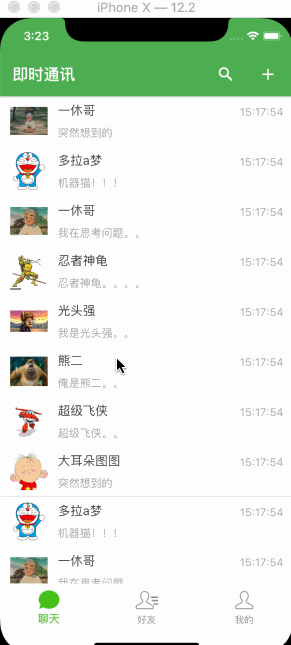 iPhone X — 12.2
3:23
即时通讯
一休哥 15:17:54
突然想到的
多拉a梦 15:17:54
机器猫！！！
一休哥 15:17:54
我在思考问题。。
忍者神龟 15:17:54
忍者神龟。。。。
光头强 15:17:54
我是光头强。。
熊二 15:17:54
俺是熊二。。
超级飞侠 15:17:54
超级飞侠。。
大耳朵图图 15:17:54
突然想到的
多拉a梦 15:17:54
机器猫！！！
一休哥 15:17:54
我在思考问题
聊天 好友 我的